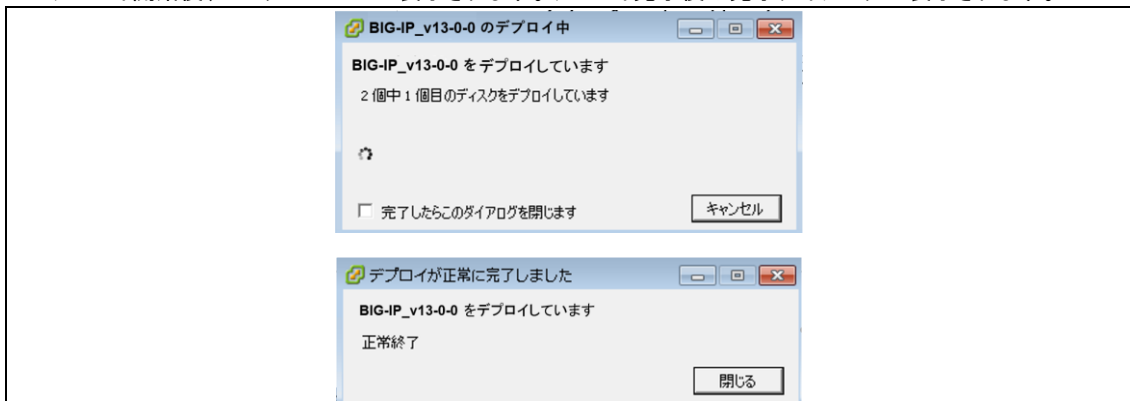 BIG-IP_v13-0-0 のデプロイ中
BIG-IP_v13-0-0 をデプロイしています
2 個中 1 個目のディスクをデプロイしています
完了したらこのダイアログを閉じます
キャンセル
デプロイが正常に完了しました
BIG-IP_v13-0-0 をデプロイしています
正常終了
閉じる